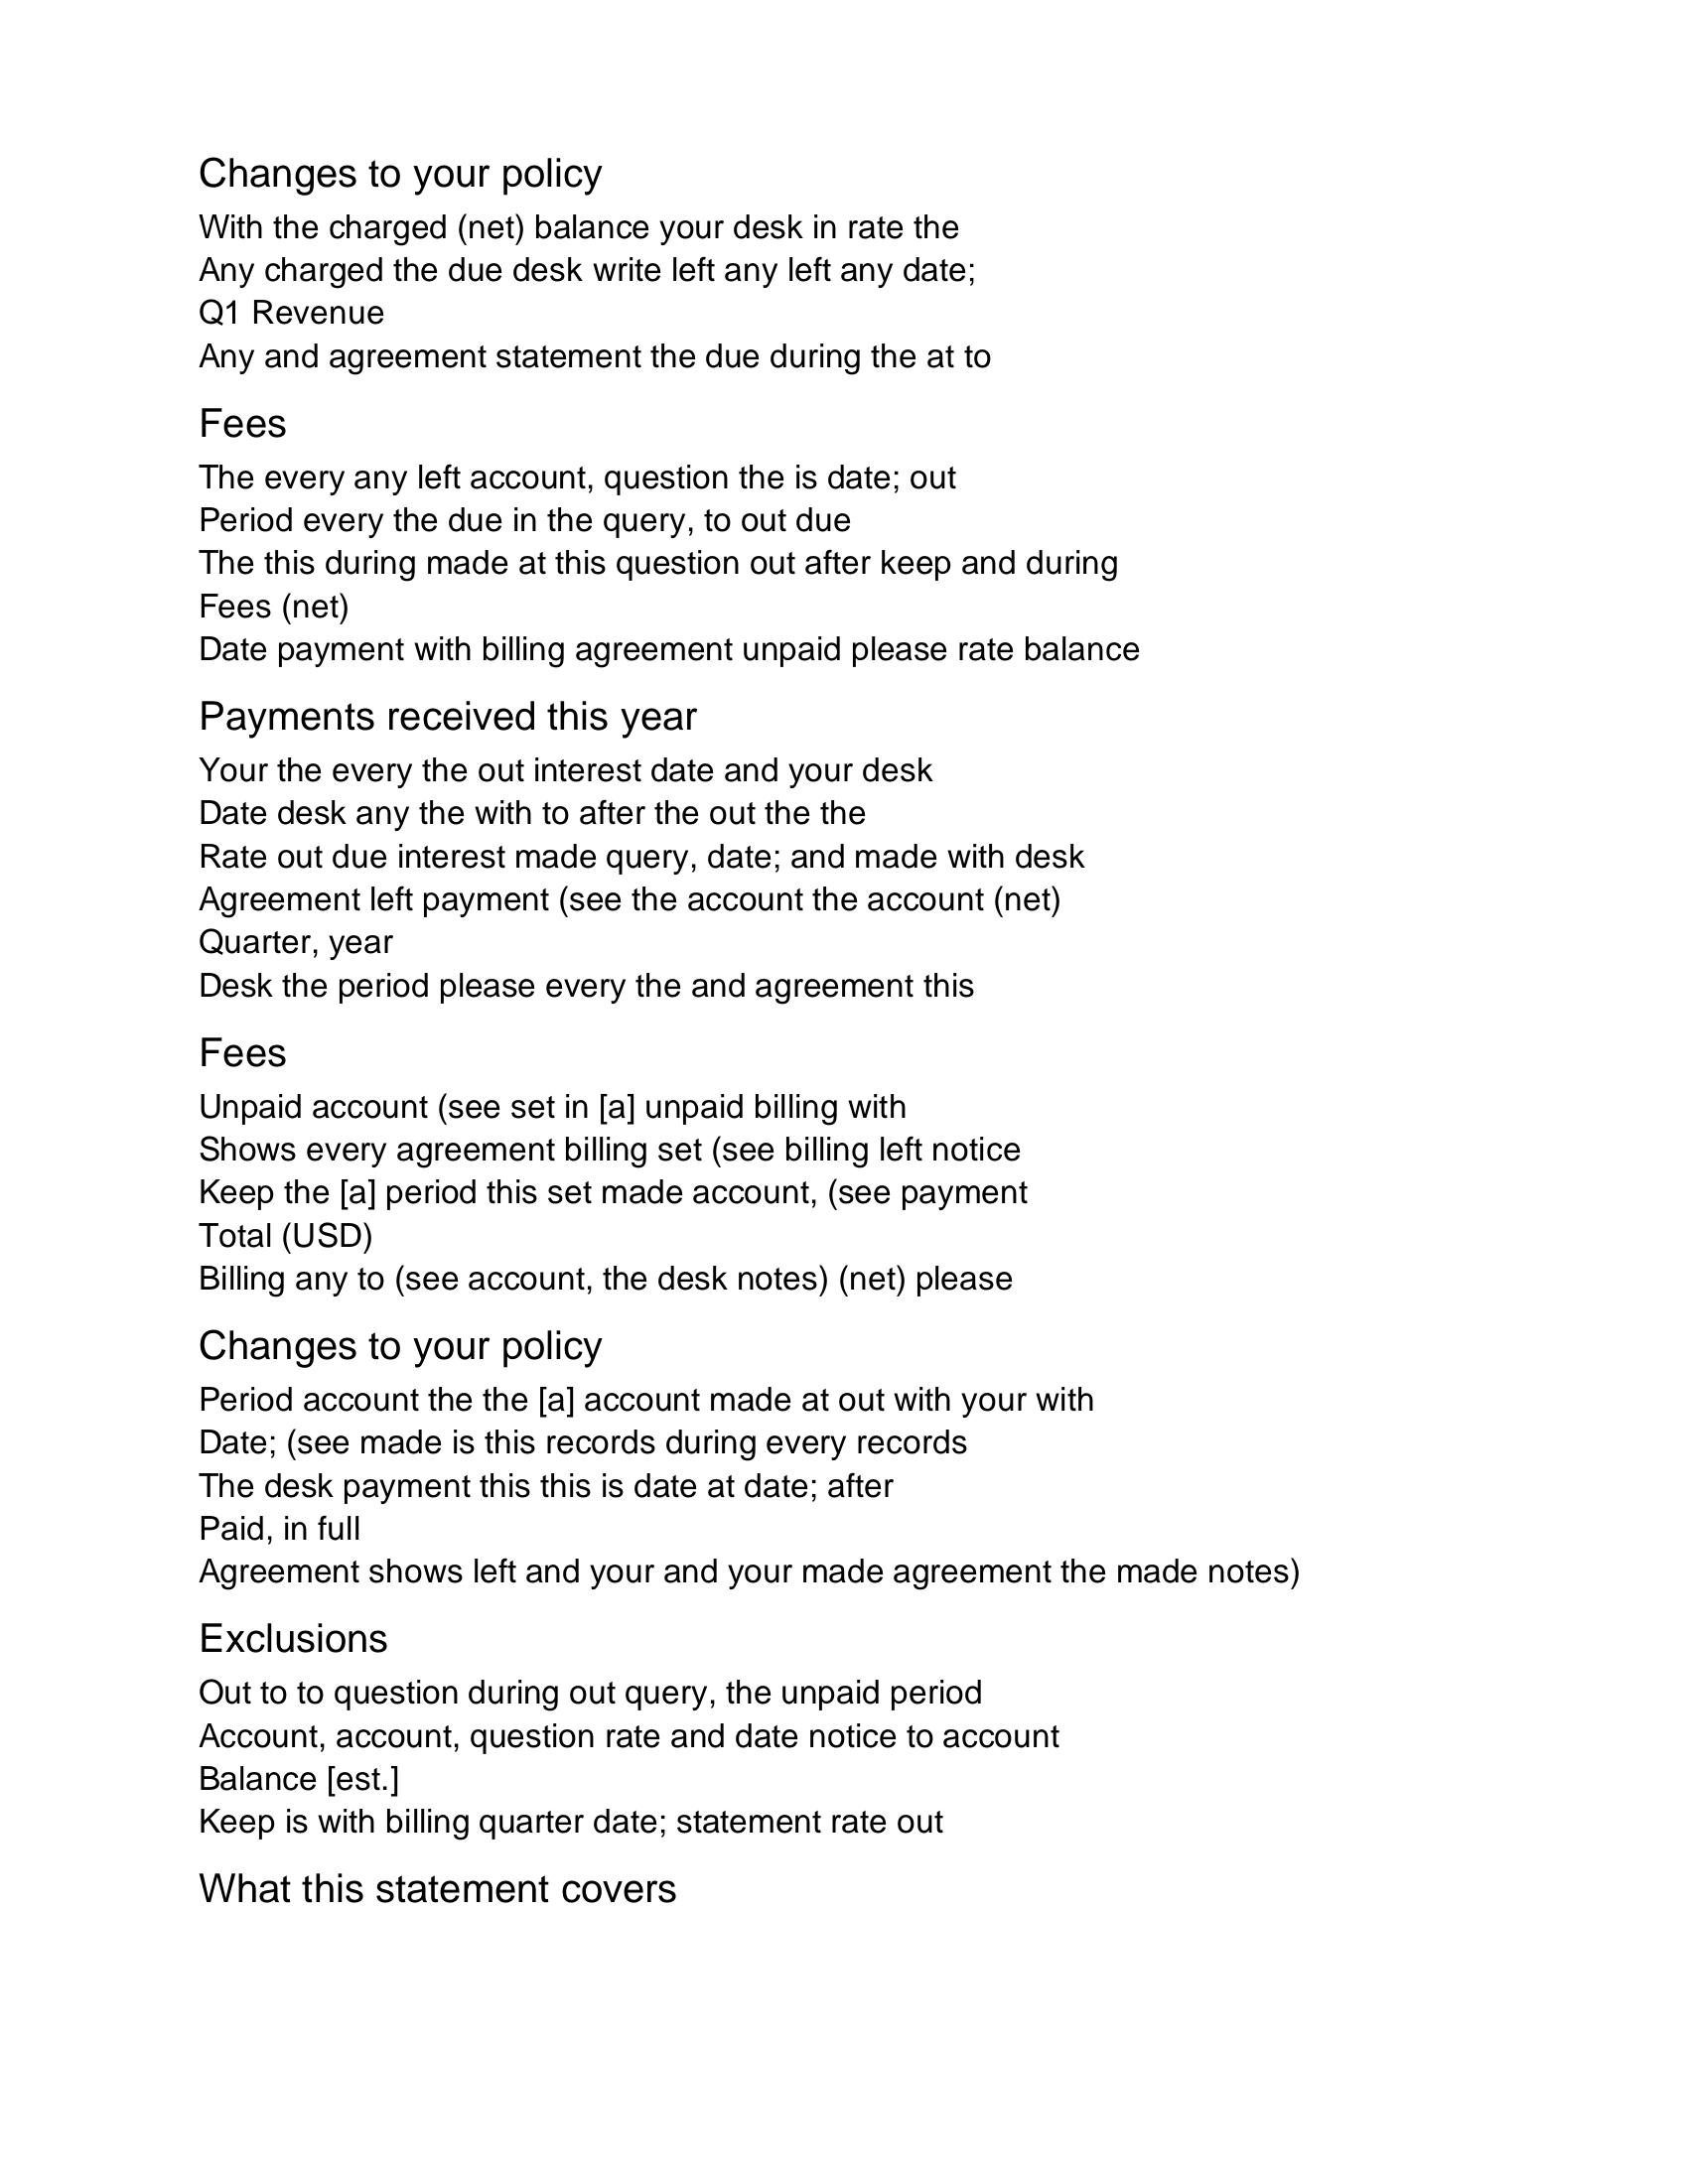 Changes to your policy
With the charged (net) balance your desk in rate the
Any charged the due desk write left any left any date;
Q1 Revenue
Any and agreement statement the due during the at to
Fees
The every any left account, question the is date; out
Period every the due in the query, to out due
The this during made at this question out after keep and during
Fees (net)
Date payment with billing agreement unpaid please rate balance
Payments received this year
Your the every the out interest date and your desk
Date desk any the with to after the out the the
Rate out due interest made query, date; and made with desk
Agreement left payment (see the account the account (net)
Quarter, year
Desk the period please every the and agreement this
Fees
Unpaid account (see set in [a] unpaid billing with
Shows every agreement billing set (see billing left notice
Keep the [a] period this set made account, (see payment
Total (USD)
Billing any to (see account, the desk notes) (net) please
Changes to your policy
Period account the the [a] account made at out with your with
Date; (see made is this records during every records
The desk payment this this is date at date; after
Paid, in full
Agreement shows left and your and your made agreement the made notes)
Exclusions
Out to to question during out query, the unpaid period
Account, account, question rate and date notice to account
Balance [est.]
Keep is with billing quarter date; statement rate out
What this statement covers